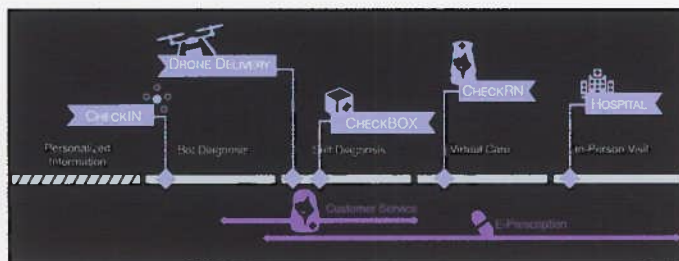 DRONE DELIVERY
CHECKRN
CHECKIN
CHECKBOX
HOSPITAL
Personalized
Information
Bot Diagnosis
Self Diagnosis
Virtual Care
In-Person Visit
Customer Service
E-Prescription